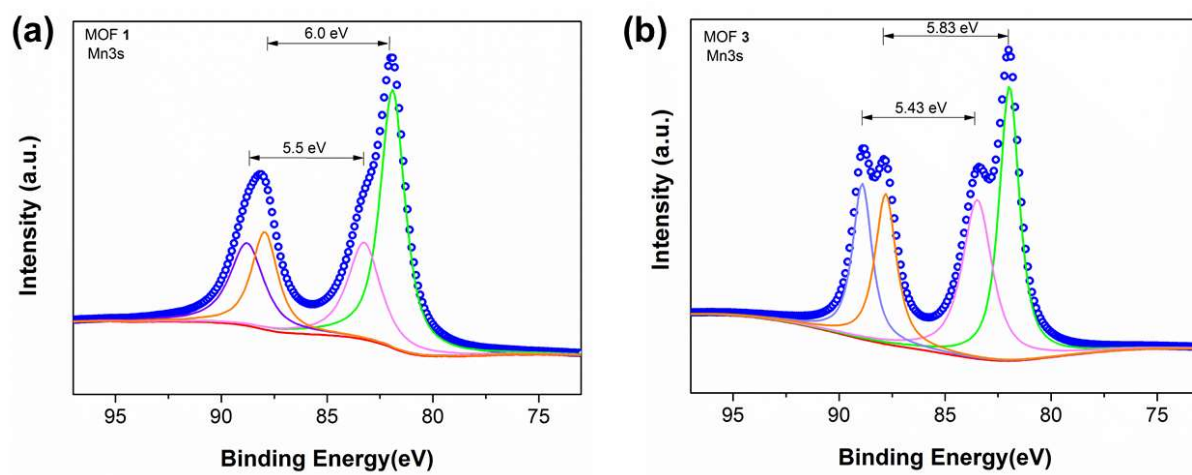 (a)
MOF 1
Mn3s
6.0 eV
5.5 eV
Intensity (a.u.)
95 90 85 80 75
Binding Energy(eV)
(b)
MOF 3
Mn3s
5.83 eV
5.43 eV
Intensity (a.u.)
95 90 85 80 75
Binding Energy(eV)